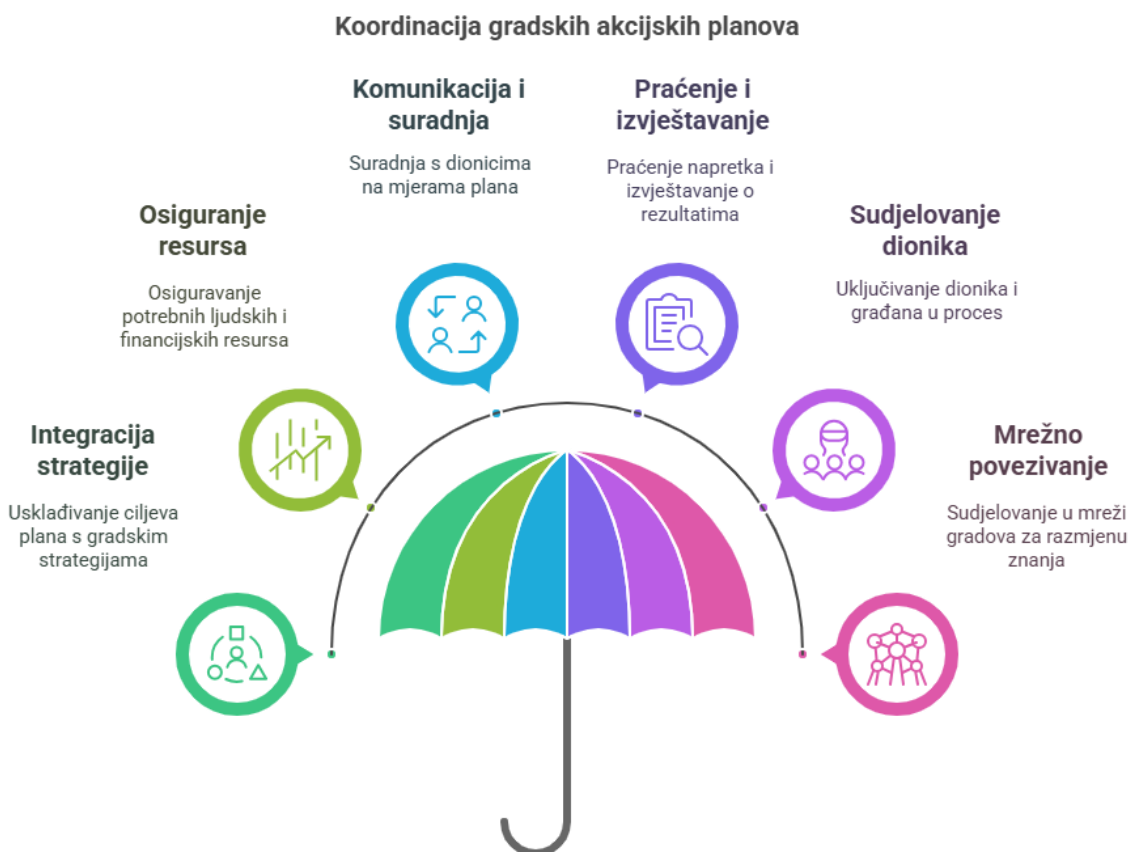 Koordinacija gradskih akcijskih planova
Komunikacija i
suradnja
Suradnja s dionicima
na mjerama plana
Praćenje i
izvještavanje
Praćenje napretka i
izvještavanje o
rezultatima
Osiguranje
resursa
Osiguravanje
potrebnih ljudskih i
financijskih resursa
Sudjelovanje
dionika
Uključivanje dionika i
građana u proces
Integracija
strategije
Usklađivanje ciljeva
plana s gradskim
strategijama
Mrežno
povezivanje
Sudjelovanje u mreži
gradova za razmjenu
znanja